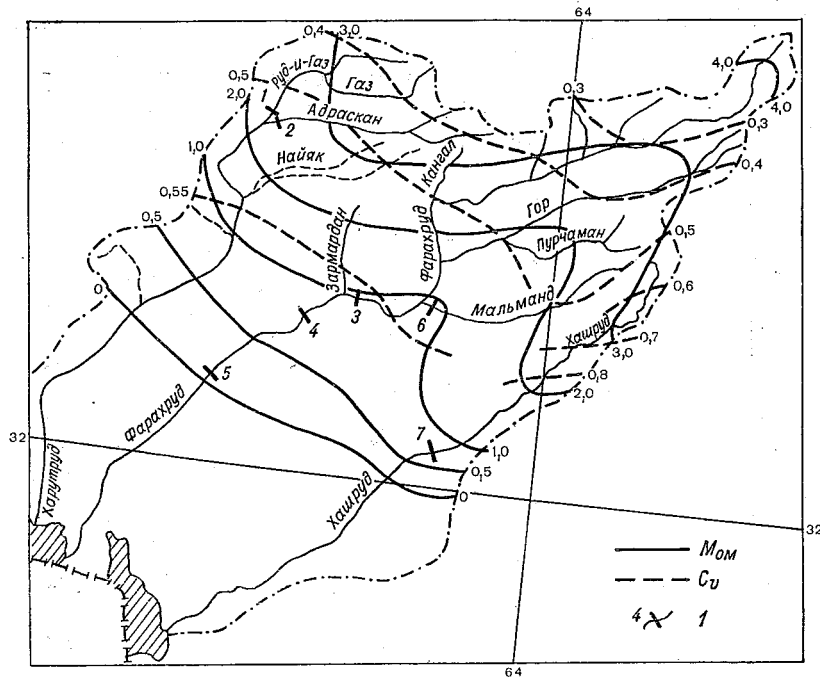 64
0,4 3,0
Руд-и-Газ
Газ
4,0
0,5
2,0
0,3
4,0
Адраскан
2
0,3
1,0
Найяк
Кангал
0,4
0,55
Гор
0,5
Зармардан
Фарахруд
Пурчаман
0,5
0
Мальманд
0,6
3
6
4
Хашруд
0,7
3,0
5
0,8
2,0
Фарахруд
32
7
1,0
Харутруд
0,5
Хашруд
0
32
Mом
Cv
4 1
64